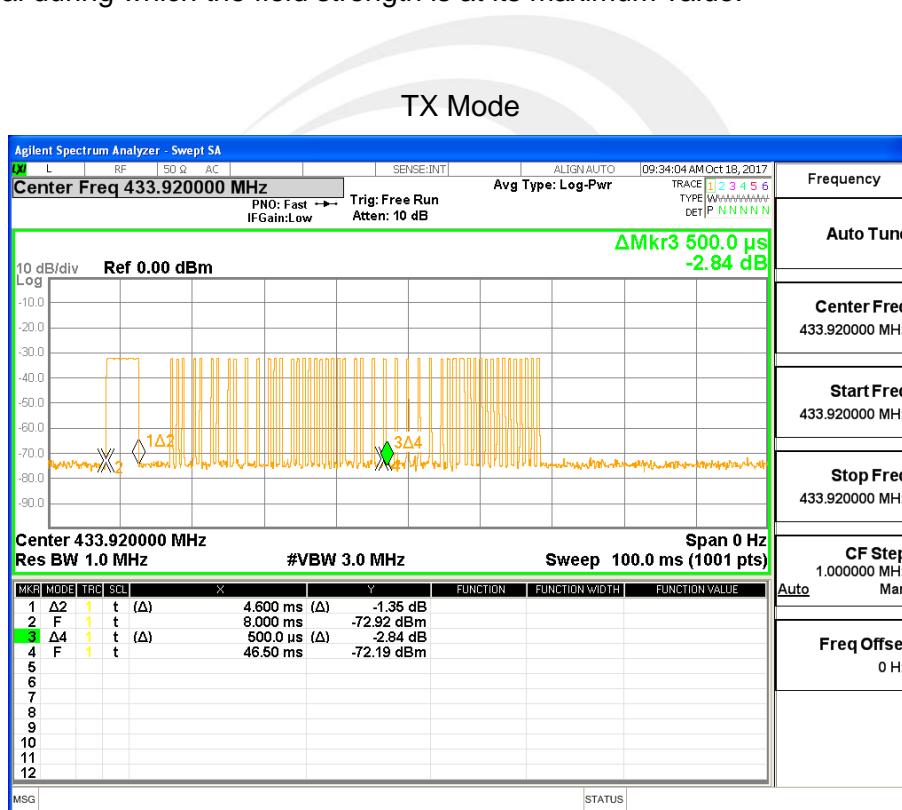 al during which the field strength is at its maximum value.
TX Mode
Agilent Spectrum Analyzer - Swept SA
LXI L RF 50 Ω AC SENSE:INT ALIGN AUTO 09:34:04 AM Oct 18, 2017
Center Freq 433.920000 MHz
PNO: Fast
IFGain:Low
Trig: Free Run
Atten: 10 dB
Avg Type: Log-Pwr
TRACE 1 2 3 4 5 6
TYPE
DET P N N N N N
ΔMkr3 500.0 µs
-2.84 dB
10 dB/div Ref 0.00 dBm
Log
-10.0
-20.0
-30.0
-40.0
-50.0
-60.0
-70.0
-80.0
-90.0
2
1Δ2
3Δ4
Center 433.920000 MHz Span 0 Hz
Res BW 1.0 MHz #VBW 3.0 MHz Sweep 100.0 ms (1001 pts)
MKR MODE TRC SCL X Y FUNCTION FUNCTION WIDTH FUNCTION VALUE
1 Δ2 1 t (Δ) 4.600 ms (Δ) -1.35 dB
2 F 1 t 8.000 ms -72.92 dBm
3 Δ4 1 t (Δ) 500.0 µs (Δ) -2.84 dB
4 F 1 t 46.50 ms -72.19 dBm
5
6
7
8
9
10
11
12
MSG STATUS
Frequency
Auto Tune
Center Freq
433.920000 MH
Start Freq
433.920000 MH
Stop Freq
433.920000 MH
CF Step
1.000000 MH
Auto Ma
Freq Offse
0 H